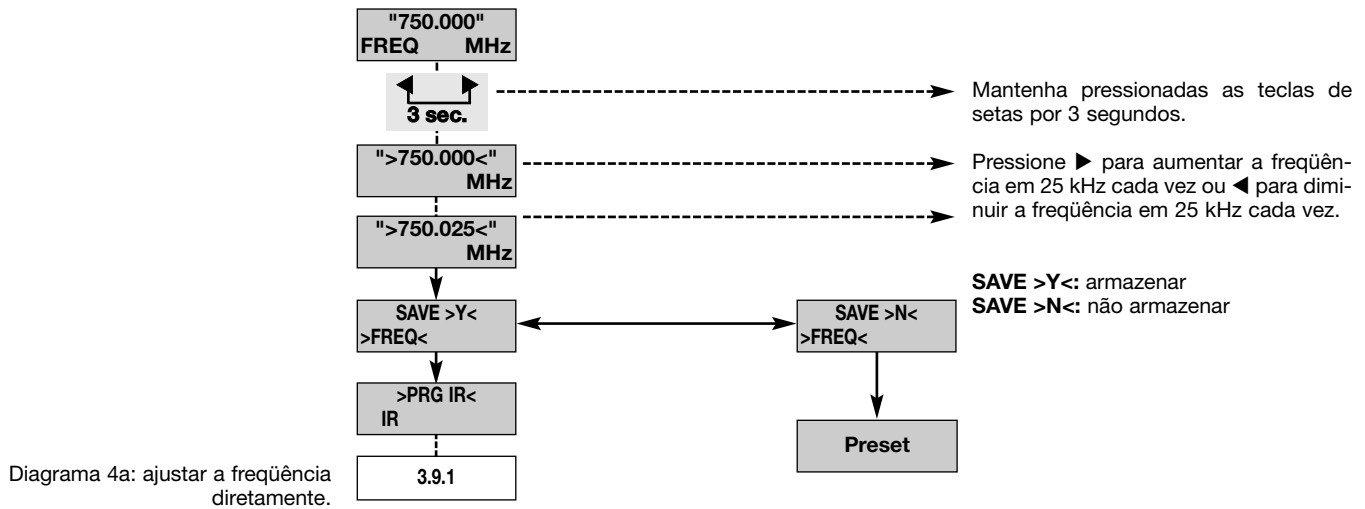 "750.000"
FREQ MHz
3 sec.
Mantenha pressionadas as teclas de
setas por 3 segundos.
">750.000<"
MHz
Pressione ▶ para aumentar a freqüên-
cia em 25 kHz cada vez ou ◀ para dimi-
nuir a freqüência em 25 kHz cada vez.
">750.025<"
MHz
SAVE >Y<: armazenar
SAVE >N<: não armazenar
SAVE >Y<
>FREQ<
SAVE >N<
>FREQ<
>PRG IR<
IR
Preset
3.9.1
Diagrama 4a: ajustar a freqüência
diretamente.